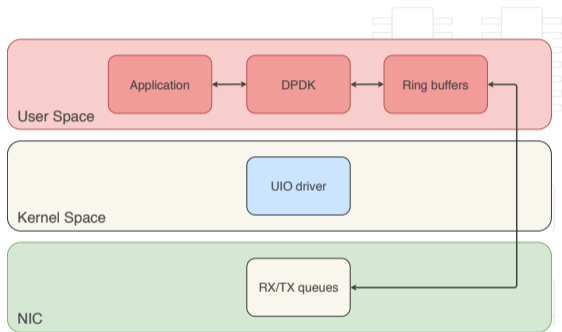 Application
DPDK
Ring buffers
User Space
UIO driver
Kernel Space
RX/TX queues
NIC